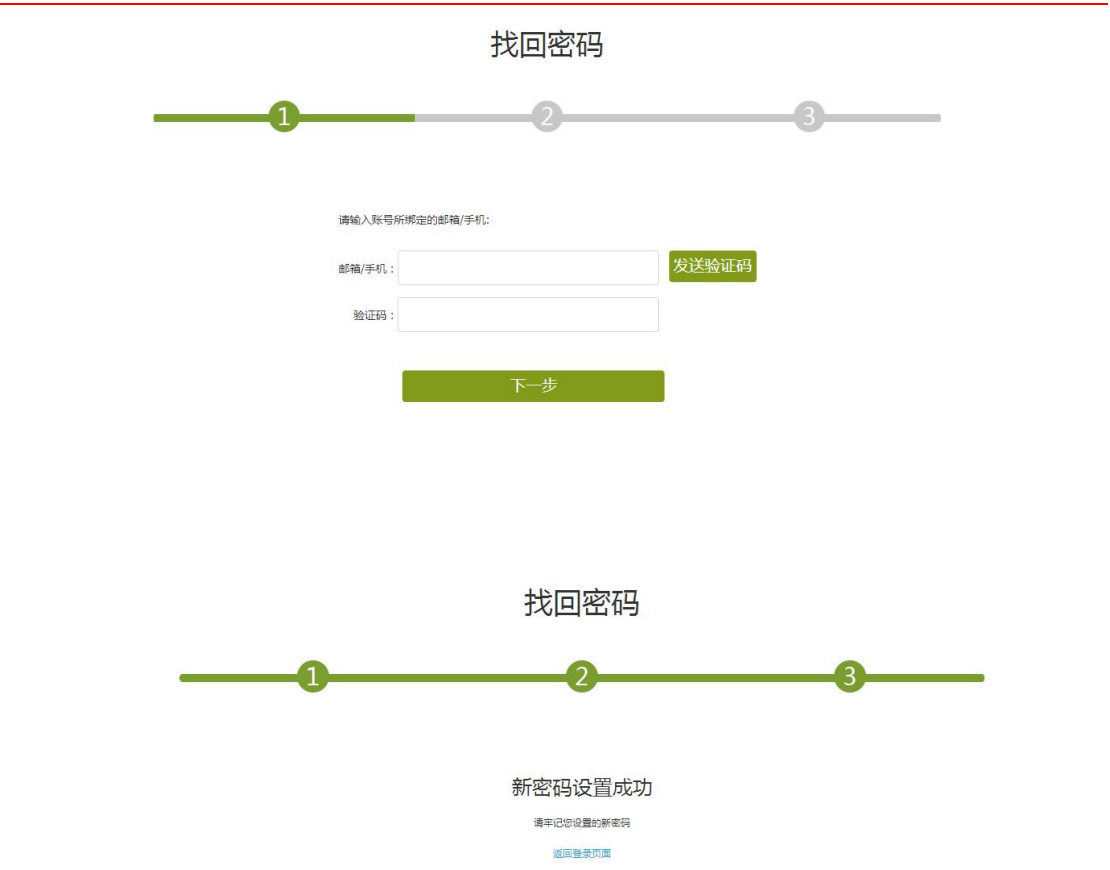 找回密码
1 2 3
请输入账号所绑定的邮箱/手机:
邮箱/手机： 发送验证码
验证码：
下一步
找回密码
1 2 3
新密码设置成功
请牢记您设置的新密码
返回登录页面